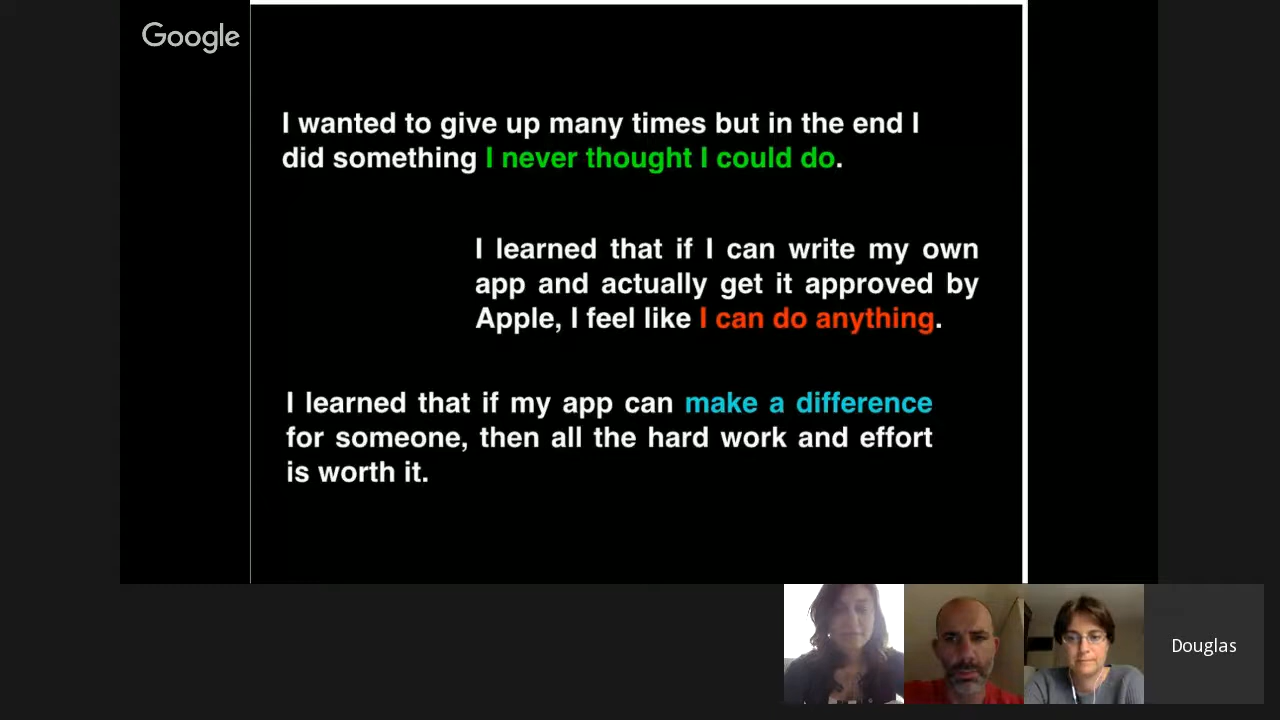 Google
I wanted to give up many times but in the end I
did something I never thought I could do.
I learned that if I can write my own
app and actually get it approved by
Apple, I feel like I can do anything.
I learned that if my app can make a difference
for someone, then all the hard work and effort
is worth it.
Douglas